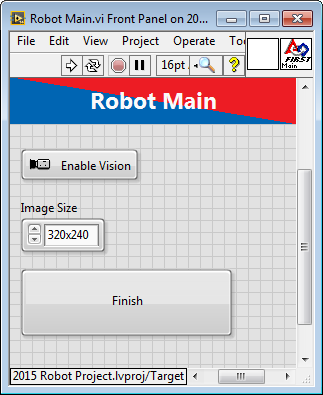 Robot Main.vi Front Panel on 20...
File Edit View Project Operate Too
16pt
FIRST
Main
Robot Main
Enable Vision
Image Size
320x240
Finish
2015 Robot Project.lvproj/Target